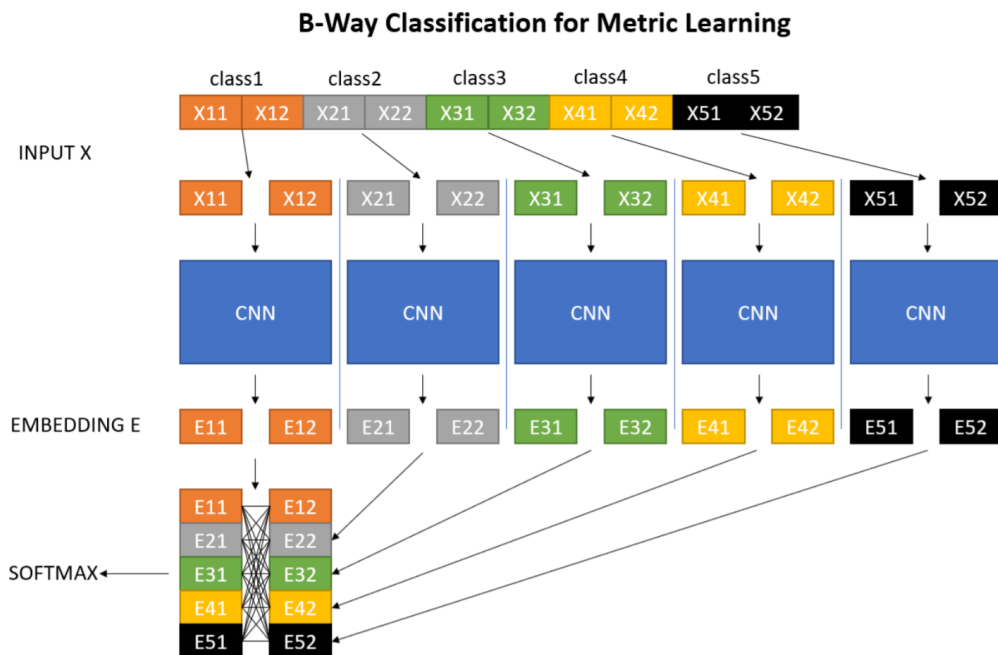 B-Way Classification for Metric Learning
class1 class2 class3 class4 class5
X11 X12 X21 X22 X31 X32 X41 X42 X51 X52
INPUT X
X11 X12 X21 X22 X31 X32 X41 X42 X51 X52
CNN CNN CNN CNN CNN
EMBEDDING E E11 E12 E21 E22 E31 E32 E41 E42 E51 E52
E11 E12
E21 E22
SOFTMAX E31 E32
E41 E42
E51 E52